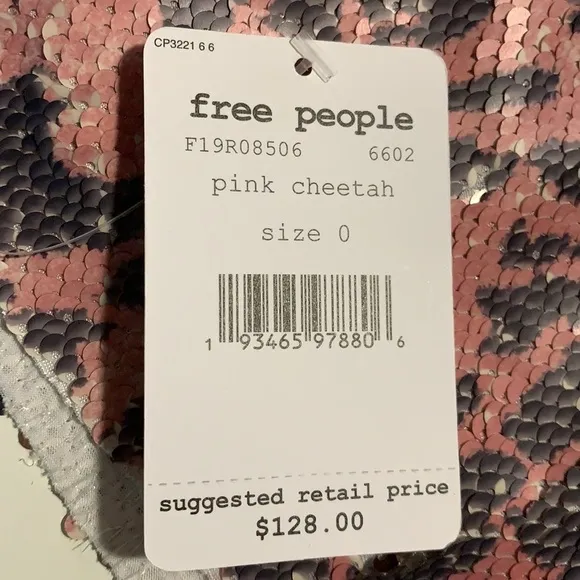 CP3221 6 6
free people
F19R08506 6602
pink cheetah
size 0
1 93465 97880 6
suggested retail price
$128.00